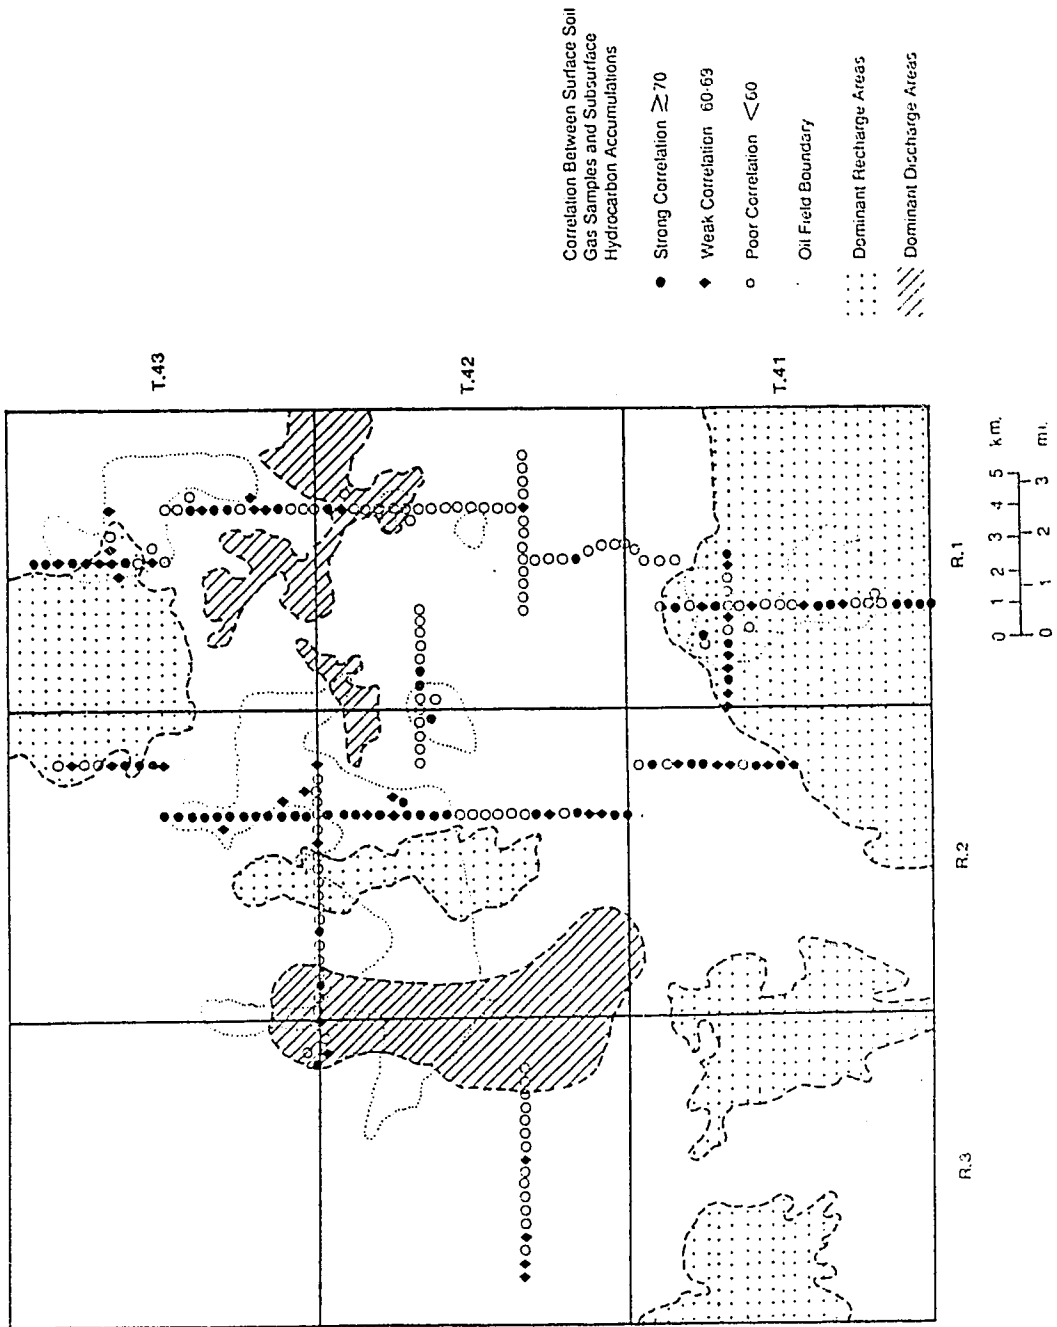 Correlation Between Surface Soil
Gas Samples and Subsurface
Hydrocarbon Accumulations
Strong Correlation ≥70
Weak Correlation 60-69
Poor Correlation <60
Oil Field Boundary
Dominant Recharge Areas
Dominant Discharge Areas
T.43
T.42
T.41
R.3
R.2
R.1
0 1 2 3 4 5 km.
0 1 2 3 mi.